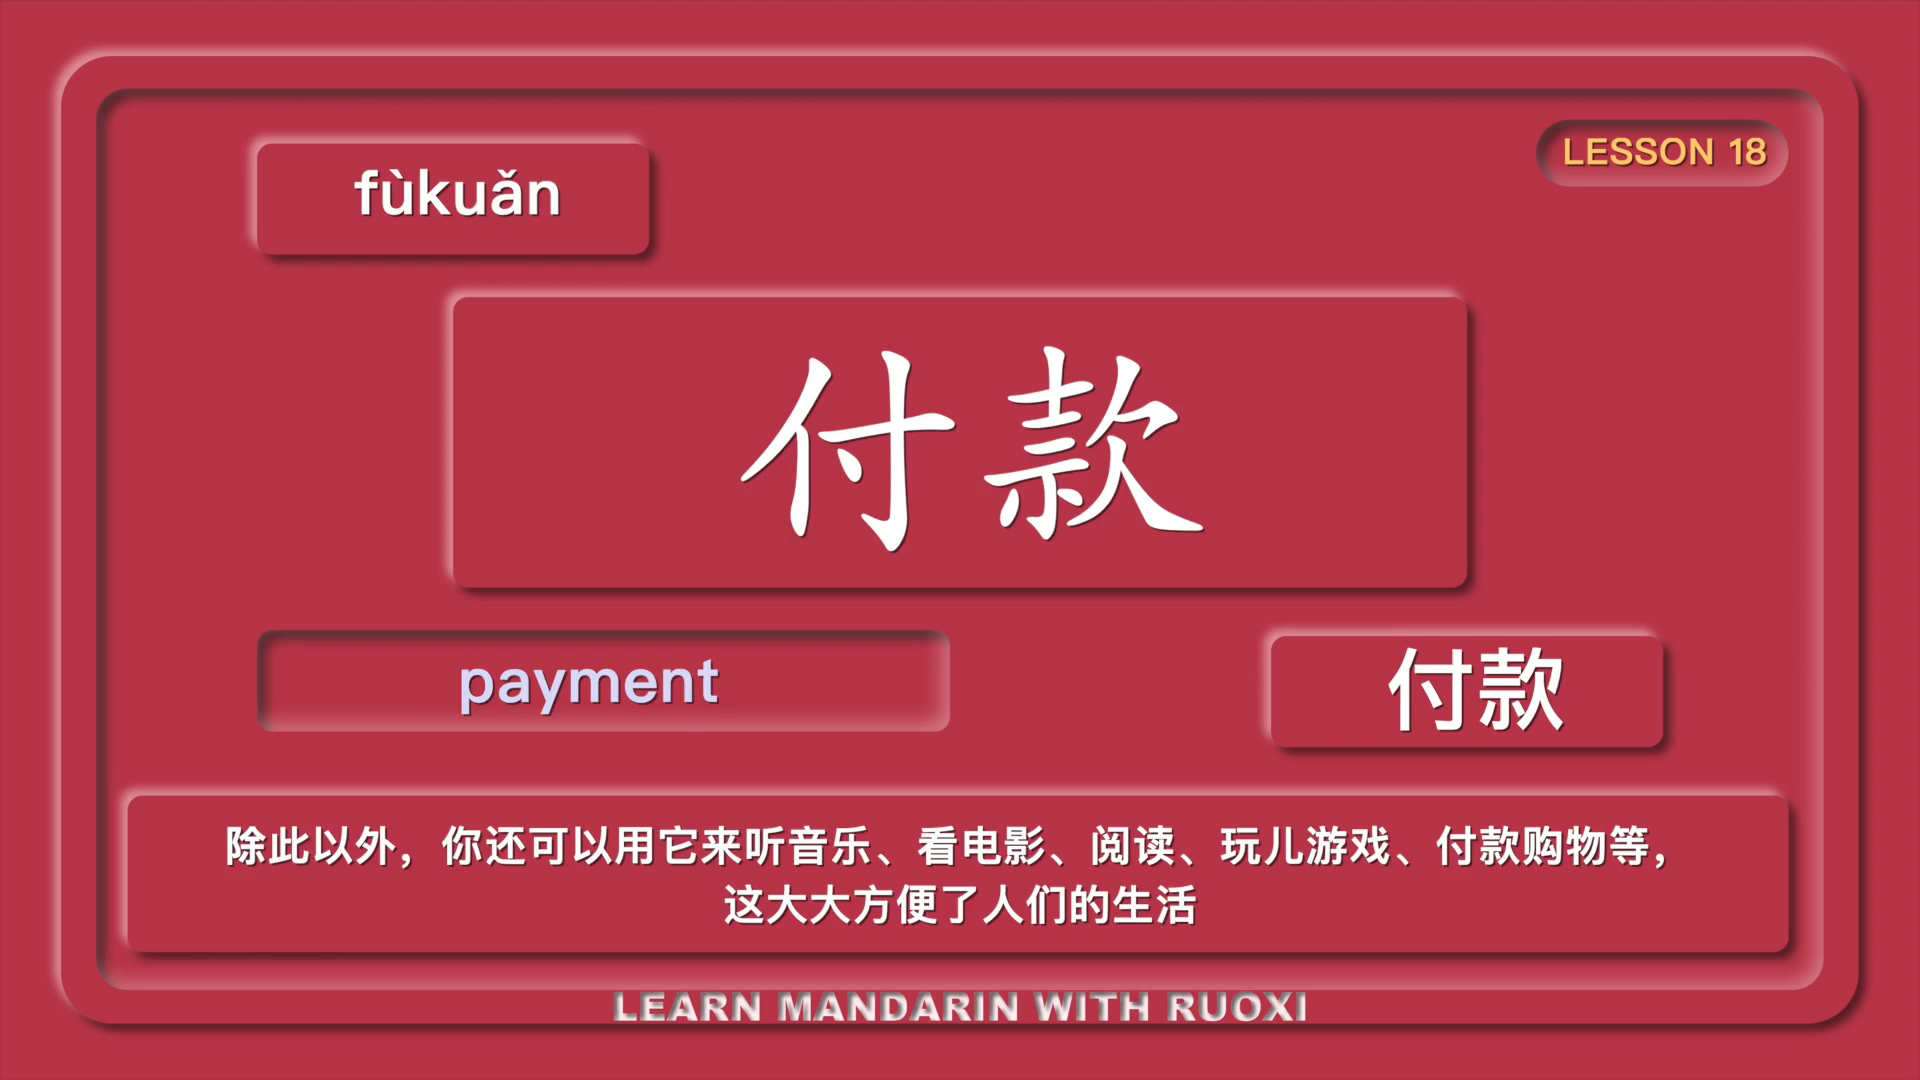 fùkuǎn
LESSON 18
付款
payment
付款
除此以外，你还可以用它来听音乐、看电影、阅读、玩儿游戏、付款购物等，
这大大方便了人们的生活
LEARN MANDARIN WITH RUOXI